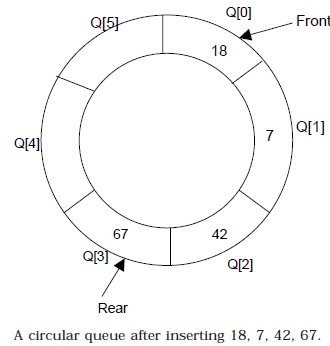 Q[5]
Q[0]
Front
18
Q[4]
7
Q[1]
67
42
Q[3]
Q[2]
Rear
A circular queue after inserting 18, 7, 42, 67.